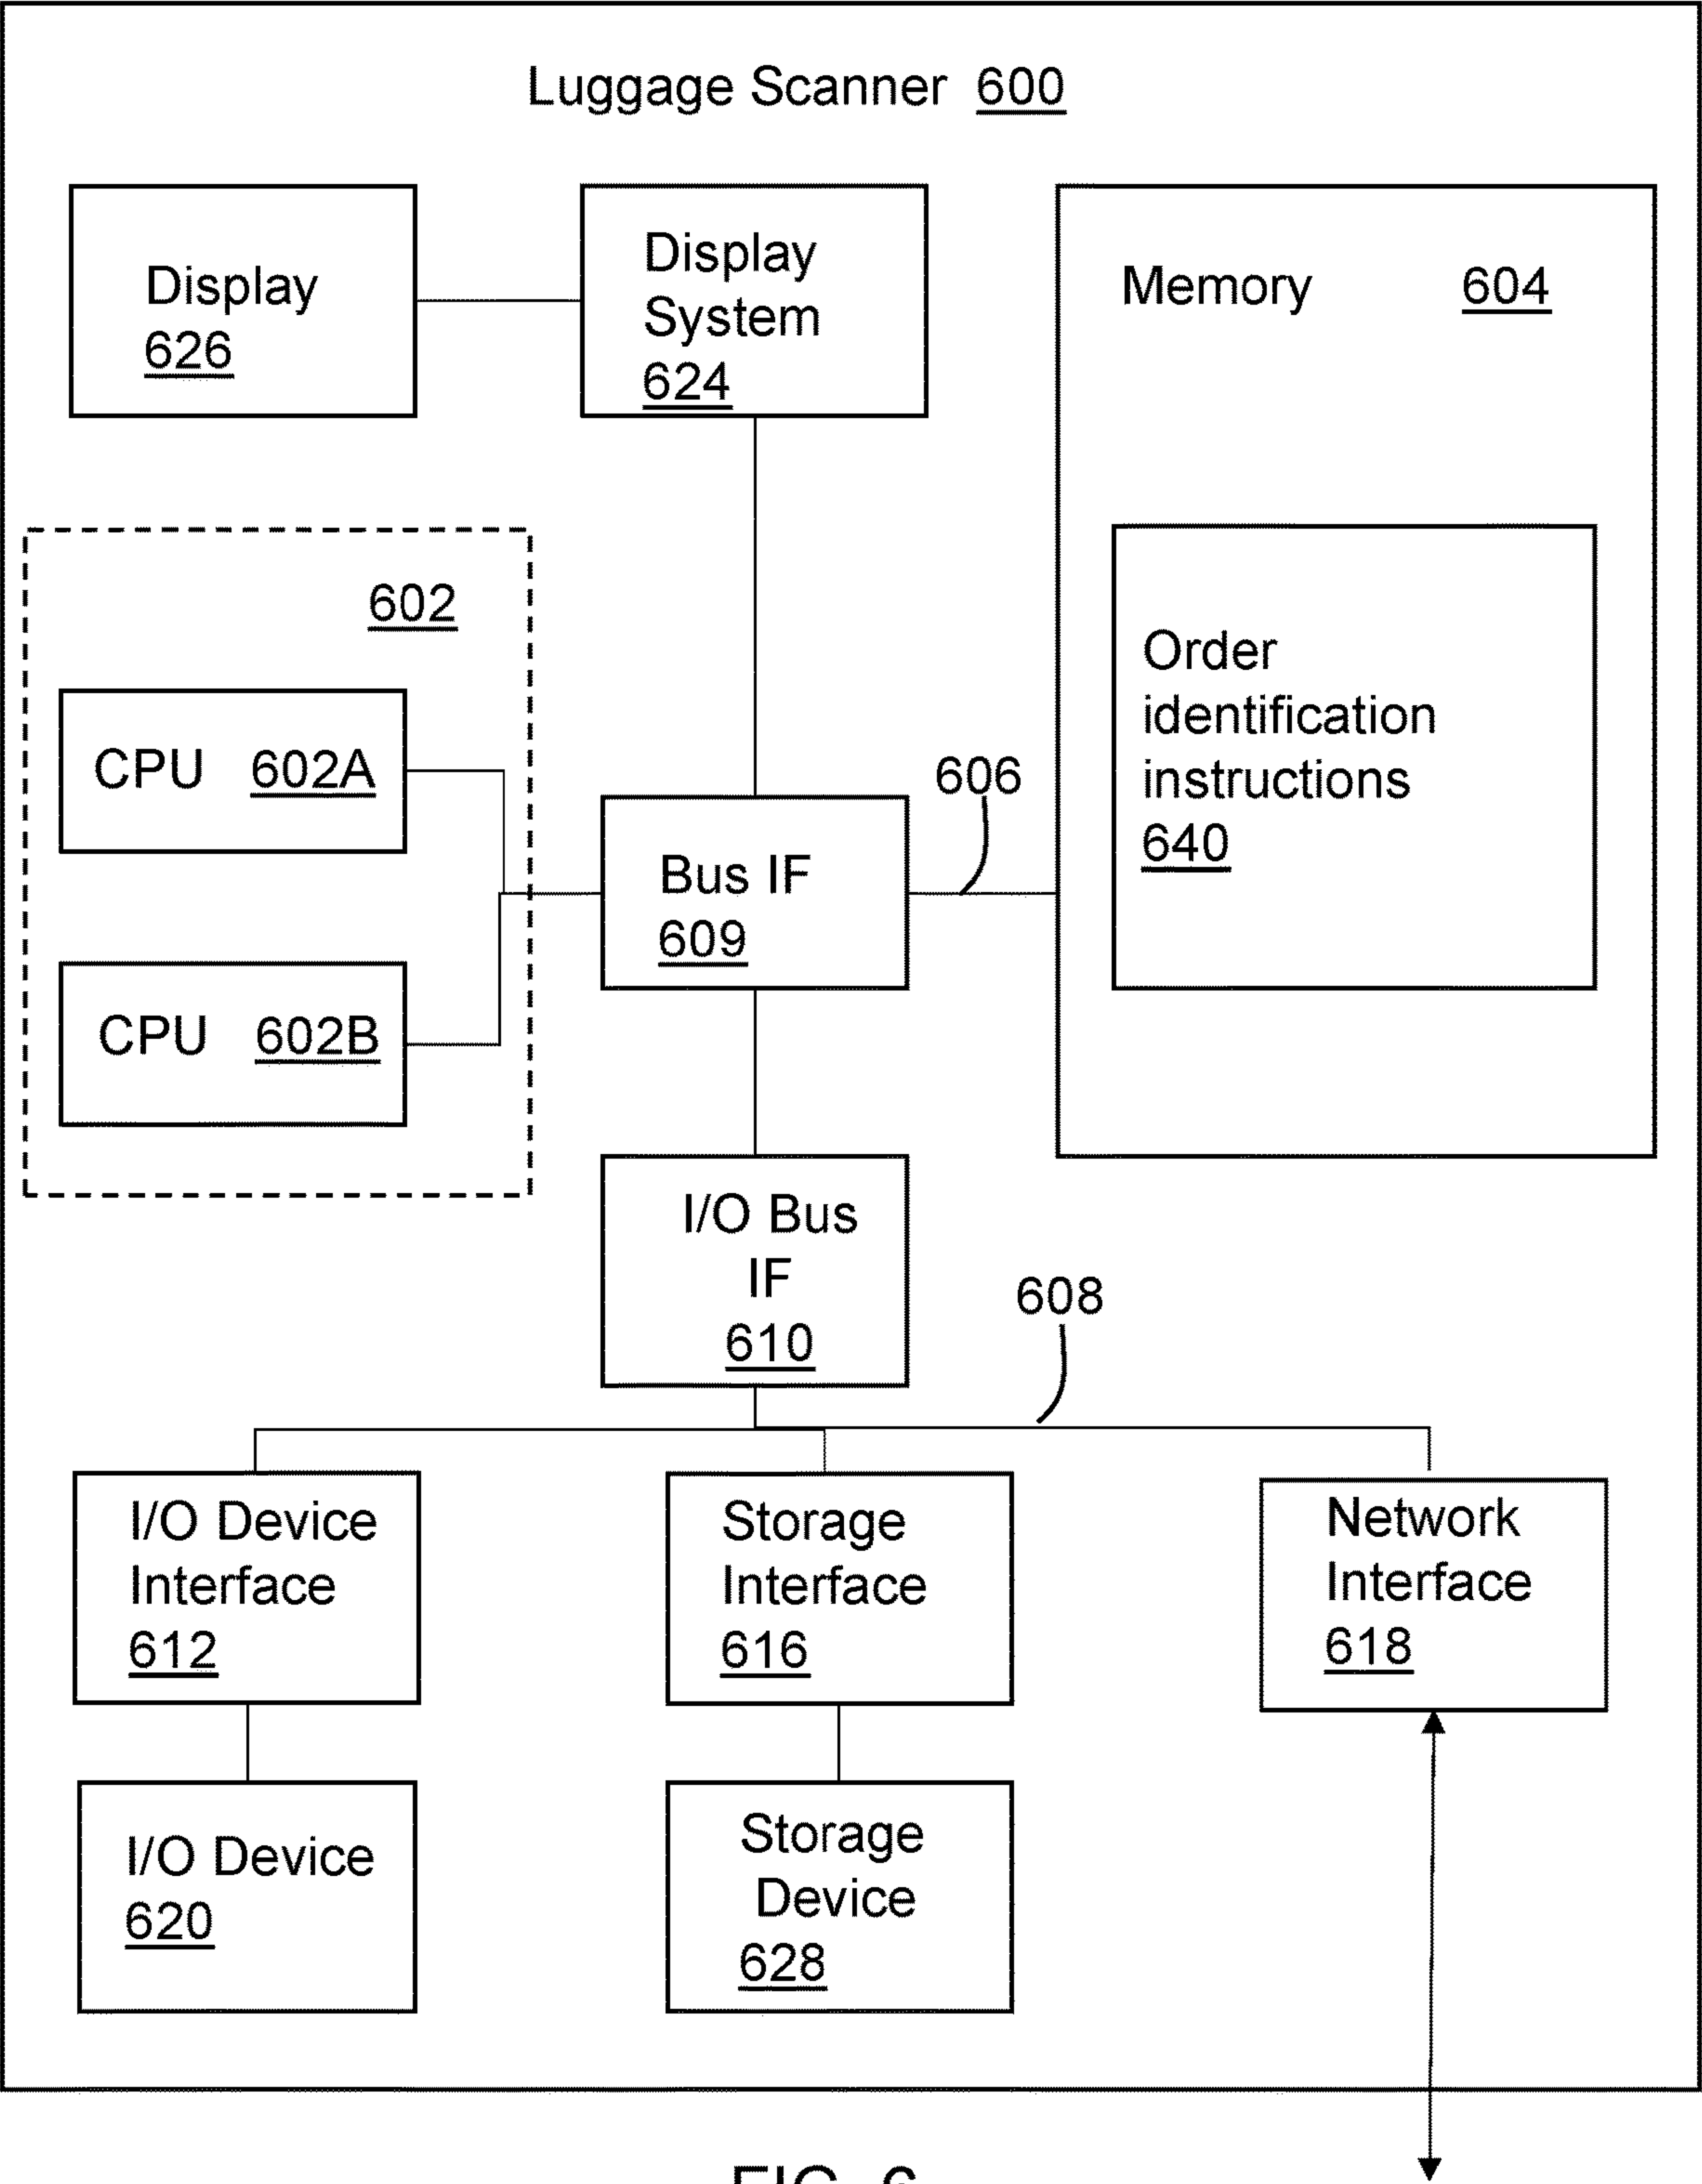 Luggage Scanner 600
Display
626
Display
System
624
Memory 604
602
CPU 602A
CPU 602B
Order
identification
instructions
640
606
Bus IF
609
I/O Bus
IF
610
608
I/O Device
Interface
612
Storage
Interface
616
Network
Interface
618
I/O Device
620
Storage
Device
628
FIG. 6